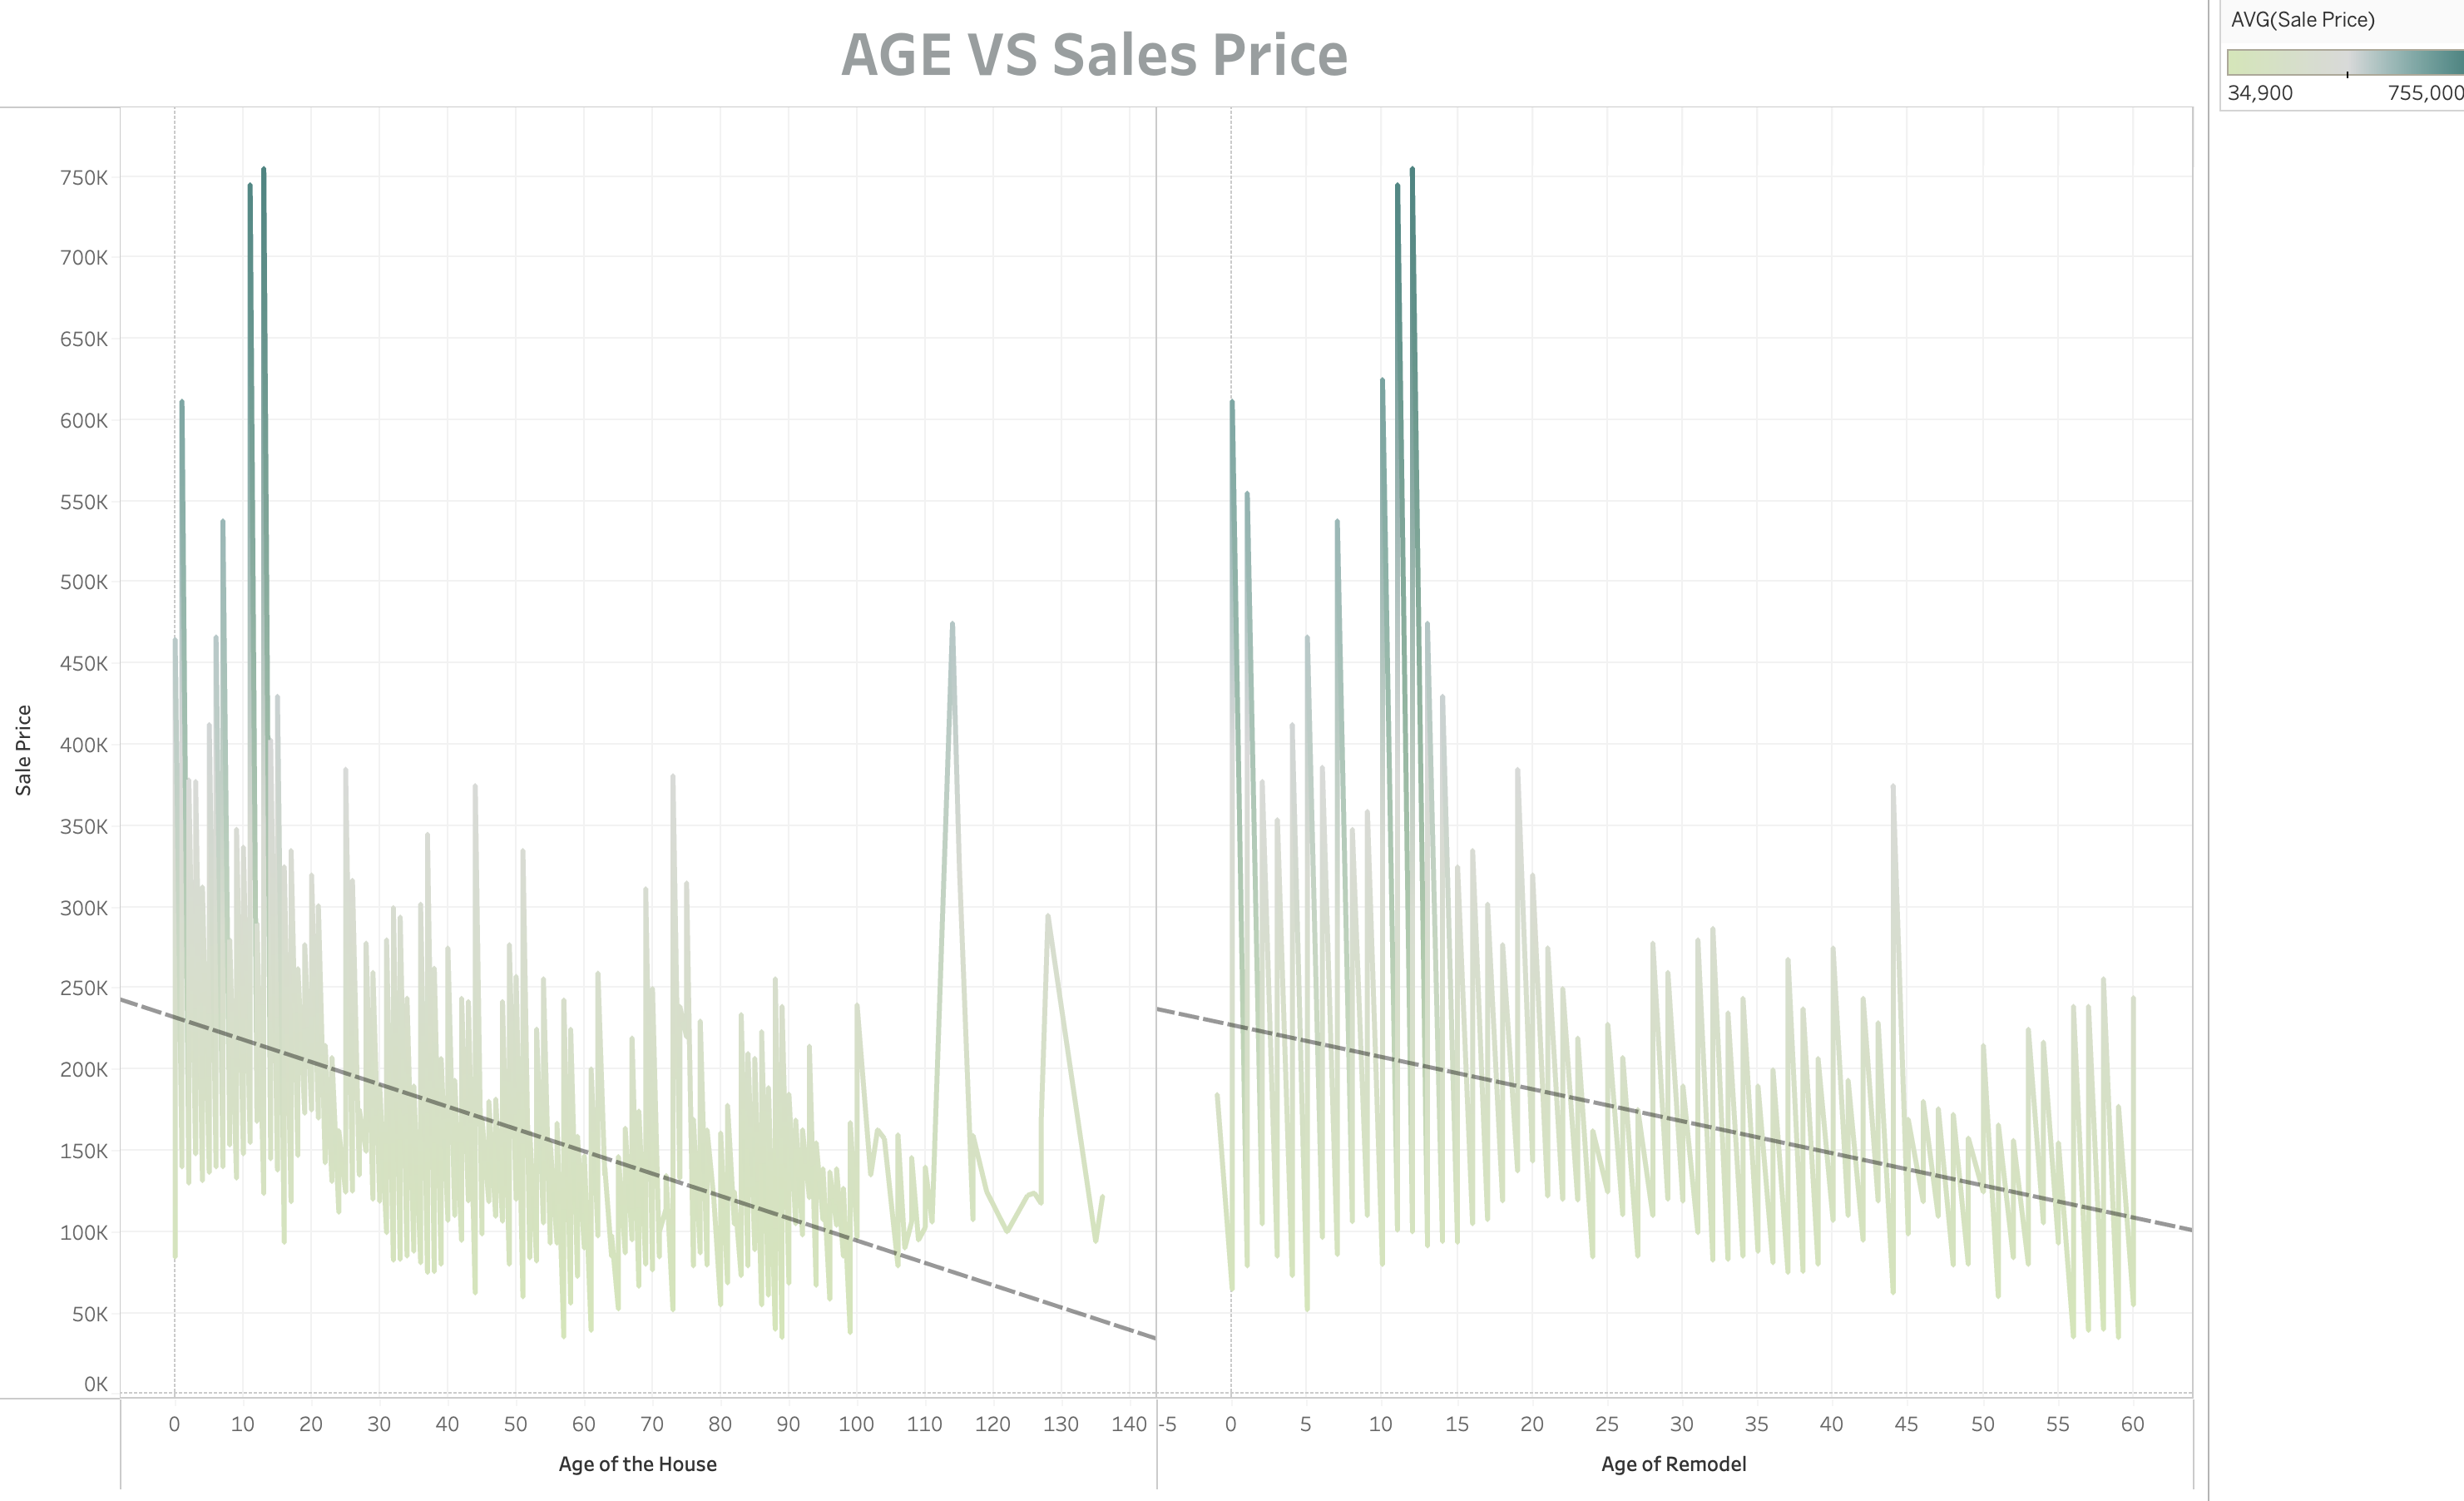 AGE VS Sales Price
AVG(Sale Price)
34,900 755,000
750K
700K
650K
600K
550K
500K
450K
400K
350K
300K
250K
200K
150K
100K
50K
0K
Sale Price
0 10 20 30 40 50 60 70 80 90 100 110 120 130 140 -5 0 5 10 15 20 25 30 35 40 45 50 55 60
Age of the House Age of Remodel